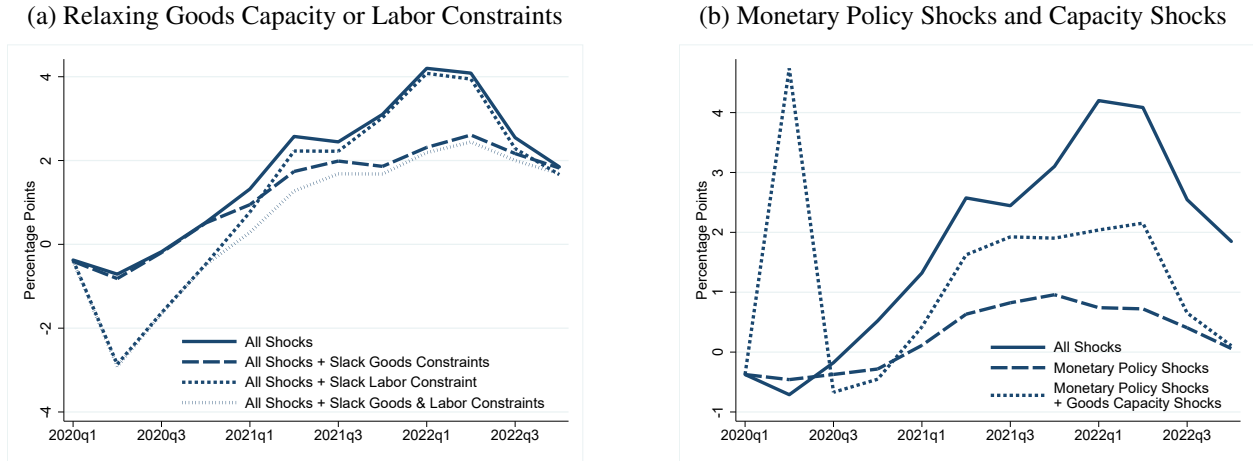 (a) Relaxing Goods Capacity or Labor Constraints
Percentage Points
4
2
0
-2
-4
All Shocks
All Shocks + Slack Goods Constraints
All Shocks + Slack Labor Constraint
All Shocks + Slack Goods & Labor Constraints
2020q1 2020q3 2021q1 2021q3 2022q1 2022q3
(b) Monetary Policy Shocks and Capacity Shocks
Percentage Points
4
3
2
1
0
-1
All Shocks
Monetary Policy Shocks
Monetary Policy Shocks
+ Goods Capacity Shocks
2020q1 2020q3 2021q1 2021q3 2022q1 2022q3